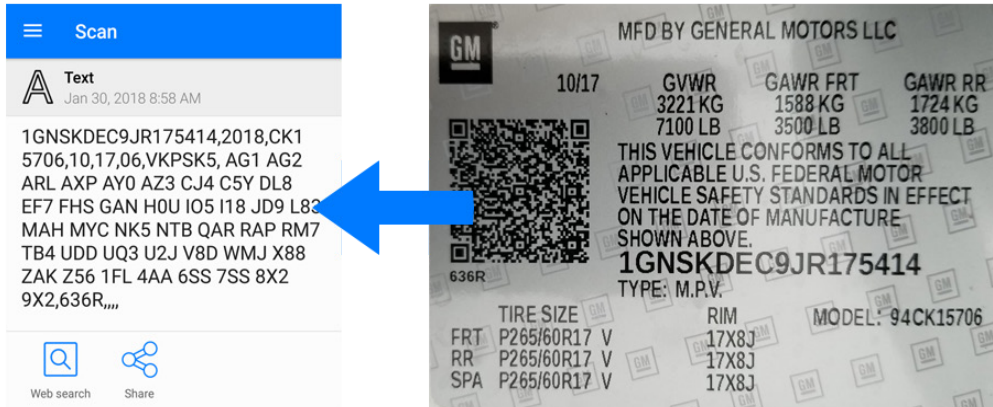 Scan
Text
Jan 30, 2018 8:58 AM
1GNSKDEC9JR175414,2018,CK1
5706,10,17,06,VKPSK5, AG1 AG2
ARL AXP AY0 AZ3 CJ4 C5Y DL8
EF7 FHS GAN H0U IO5 I18 JD9 L83
MAH MYC NK5 NTB QAR RAP RM7
TB4 UDD UQ3 U2J V8D WMJ X88
ZAK Z56 1FL 4AA 6SS 7SS 8X2
9X2,636R,,,,
Web search Share
GM
MFD BY GENERAL MOTORS LLC
10/17 GVWR GAWR FRT GAWR RR
3221 KG 1588 KG 1724 KG
7100 LB 3500 LB 3800 LB
THIS VEHICLE CONFORMS TO ALL
APPLICABLE U.S. FEDERAL MOTOR
VEHICLE SAFETY STANDARDS IN EFFECT
ON THE DATE OF MANUFACTURE
SHOWN ABOVE.
636R
1GNSKDEC9JR175414
TYPE: M.P.V.
TIRE SIZE RIM MODEL: 94CK15706
FRT P265/60R17 V 17X8J
RR P265/60R17 V 17X8J
SPA P265/60R17 V 17X8J